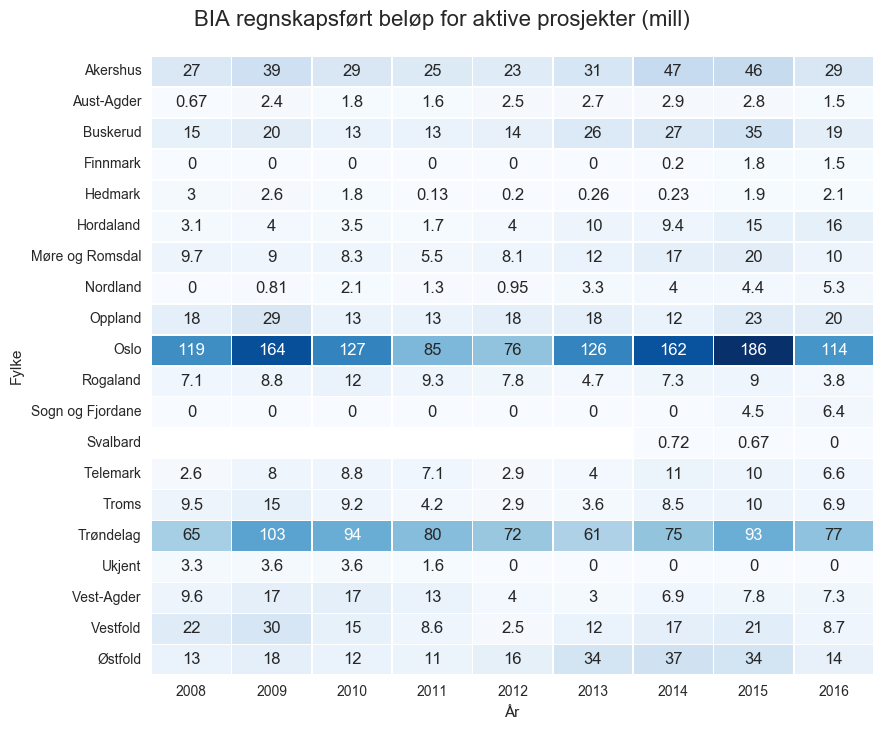 BIA regnskapsført beløp for aktive prosjekter (mill)
Akershus 27 39 29 25 23 31 47 46 29
Aust-Agder 0.67 2.4 1.8 1.6 2.5 2.7 2.9 2.8 1.5
Buskerud 15 20 13 13 14 26 27 35 19
Finnmark 0 0 0 0 0 0 0.2 1.8 1.5
Hedmark 3 2.6 1.8 0.13 0.2 0.26 0.23 1.9 2.1
Hordaland 3.1 4 3.5 1.7 4 10 9.4 15 16
Møre og Romsdal 9.7 9 8.3 5.5 8.1 12 17 20 10
Nordland 0 0.81 2.1 1.3 0.95 3.3 4 4.4 5.3
Oppland 18 29 13 13 18 18 12 23 20
Oslo 119 164 127 85 76 126 162 186 114
Fylke
Rogaland 7.1 8.8 12 9.3 7.8 4.7 7.3 9 3.8
Sogn og Fjordane 0 0 0 0 0 0 0 4.5 6.4
Svalbard 0.72 0.67 0
Telemark 2.6 8 8.8 7.1 2.9 4 11 10 6.6
Troms 9.5 15 9.2 4.2 2.9 3.6 8.5 10 6.9
Trøndelag 65 103 94 80 72 61 75 93 77
Ukjent 3.3 3.6 3.6 1.6 0 0 0 0 0
Vest-Agder 9.6 17 17 13 4 3 6.9 7.8 7.3
Vestfold 22 30 15 8.6 2.5 12 17 21 8.7
Østfold 13 18 12 11 16 34 37 34 14
2008 2009 2010 2011 2012 2013 2014 2015 2016
År